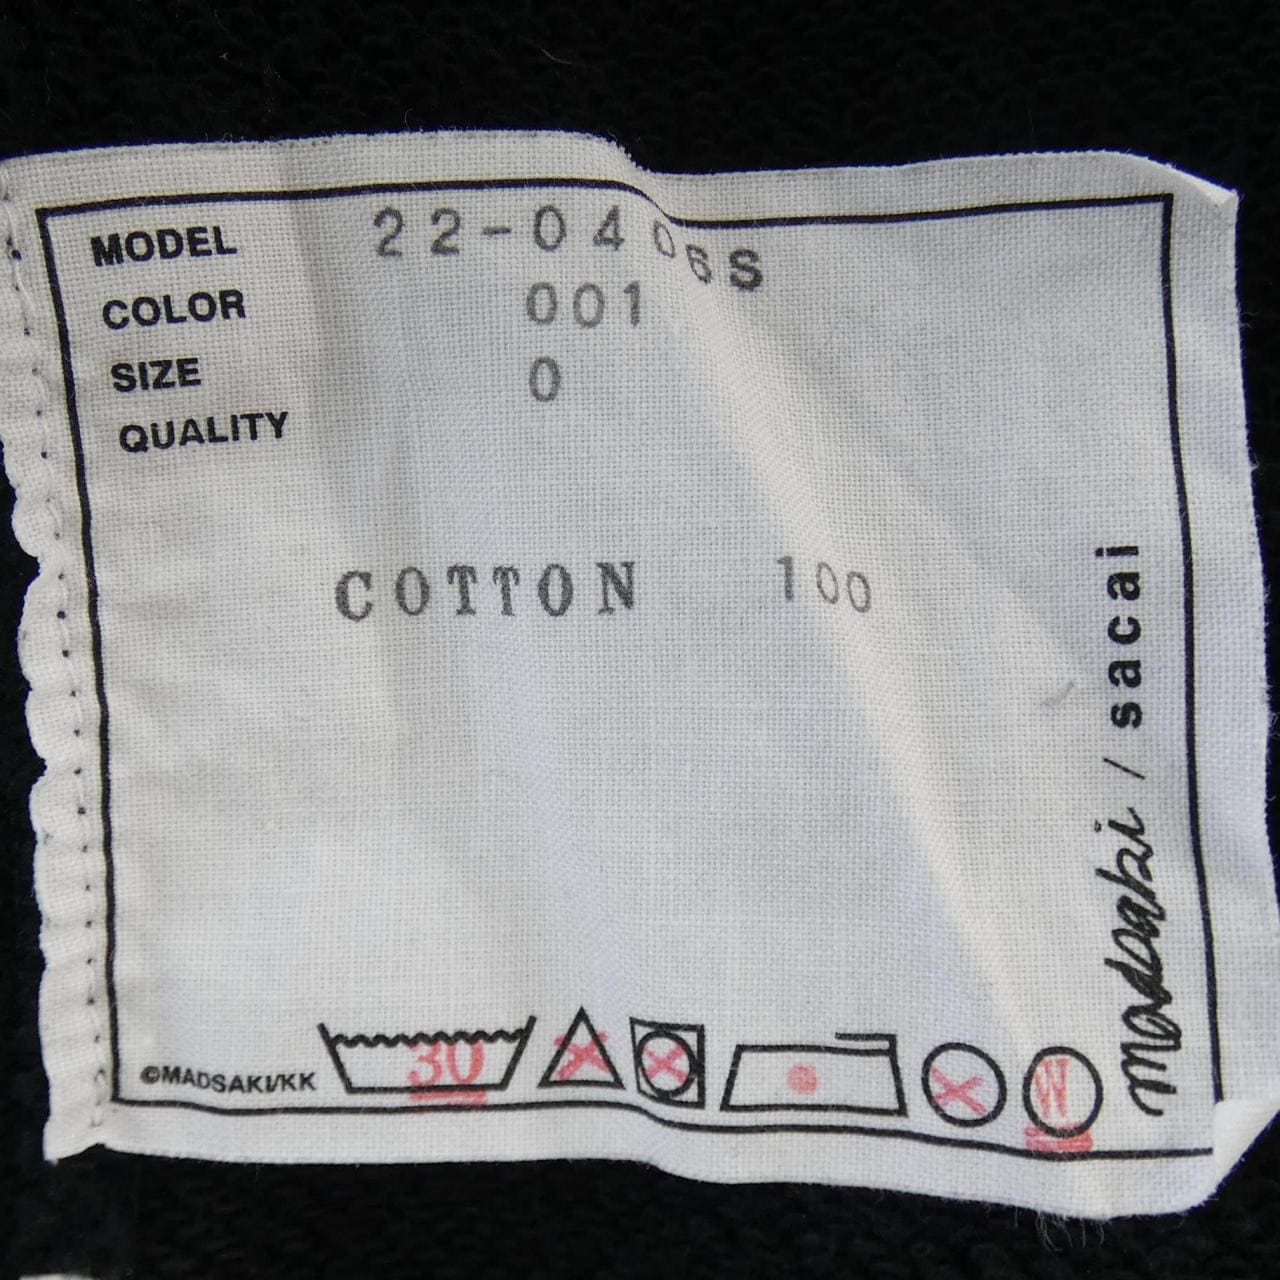 MODEL 22-0406S
COLOR 001
SIZE 0
QUALITY
COTTON 100
madsaki / sacai
©MADSAKI/KK
30
W